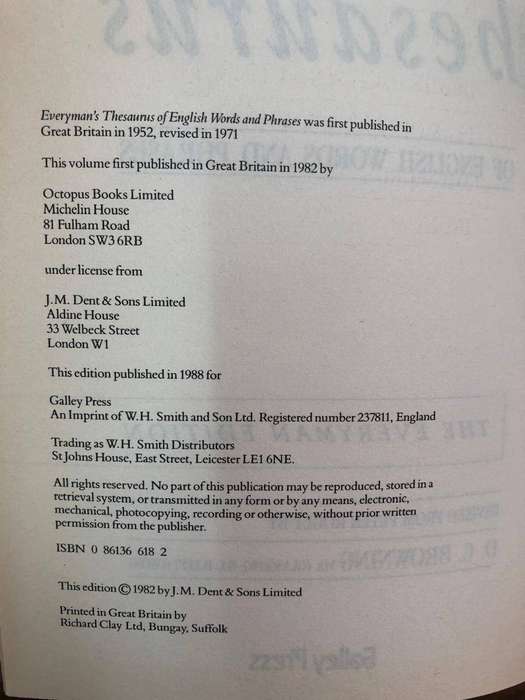 Everyman's Thesaurus of English Words and Phrases was first published in
Great Britain in 1952, revised in 1971
This volume first published in Great Britain in 1982 by
Octopus Books Limited
Michelin House
81 Fulham Road
London SW3 6RB
under license from
J.M. Dent & Sons Limited
Aldine House
33 Welbeck Street
London W1
This edition published in 1988 for
Galley Press
An Imprint of W.H. Smith and Son Ltd. Registered number 237811, England
Trading as W.H. Smith Distributors
St Johns House, East Street, Leicester LE1 6NE.
All rights reserved. No part of this publication may be reproduced, stored in a
retrieval system, or transmitted in any form or by any means, electronic,
mechanical, photocopying, recording or otherwise, without prior written
permission from the publisher.
ISBN 0 86136 618 2
This edition © 1982 by J.M. Dent & Sons Limited
Printed in Great Britain by
Richard Clay Ltd, Bungay, Suffolk